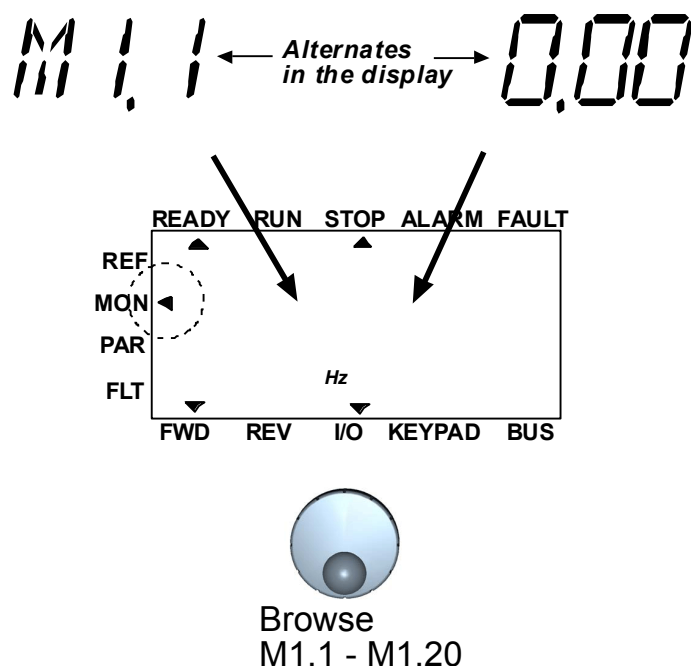 M1.1
Alternates
in the display
0.00
READY RUN STOP ALARM FAULT
REF
MON
PAR
FLT
Hz
FWD REV I/O KEYPAD BUS
Browse
M1.1 - M1.20